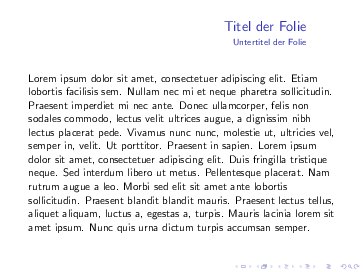 Titel der Folie
Untertitel der Folie
Lorem ipsum dolor sit amet, consectetuer adipiscing elit. Etiam
lobortis facilisis sem. Nullam nec mi et neque pharetra sollicitudin.
Praesent imperdiet mi nec ante. Donec ullamcorper, felis non
sodales commodo, lectus velit ultrices augue, a dignissim nibh
lectus placerat pede. Vivamus nunc nunc, molestie ut, ultricies vel,
semper in, velit. Ut porttitor. Praesent in sapien. Lorem ipsum
dolor sit amet, consectetuer adipiscing elit. Duis fringilla tristique
neque. Sed interdum libero ut metus. Pellentesque placerat. Nam
rutrum augue a leo. Morbi sed elit sit amet ante lobortis
sollicitudin. Praesent blandit blandit mauris. Praesent lectus tellus,
aliquet aliquam, luctus a, egestas a, turpis. Mauris lacinia lorem sit
amet ipsum. Nunc quis urna dictum turpis accumsan semper.